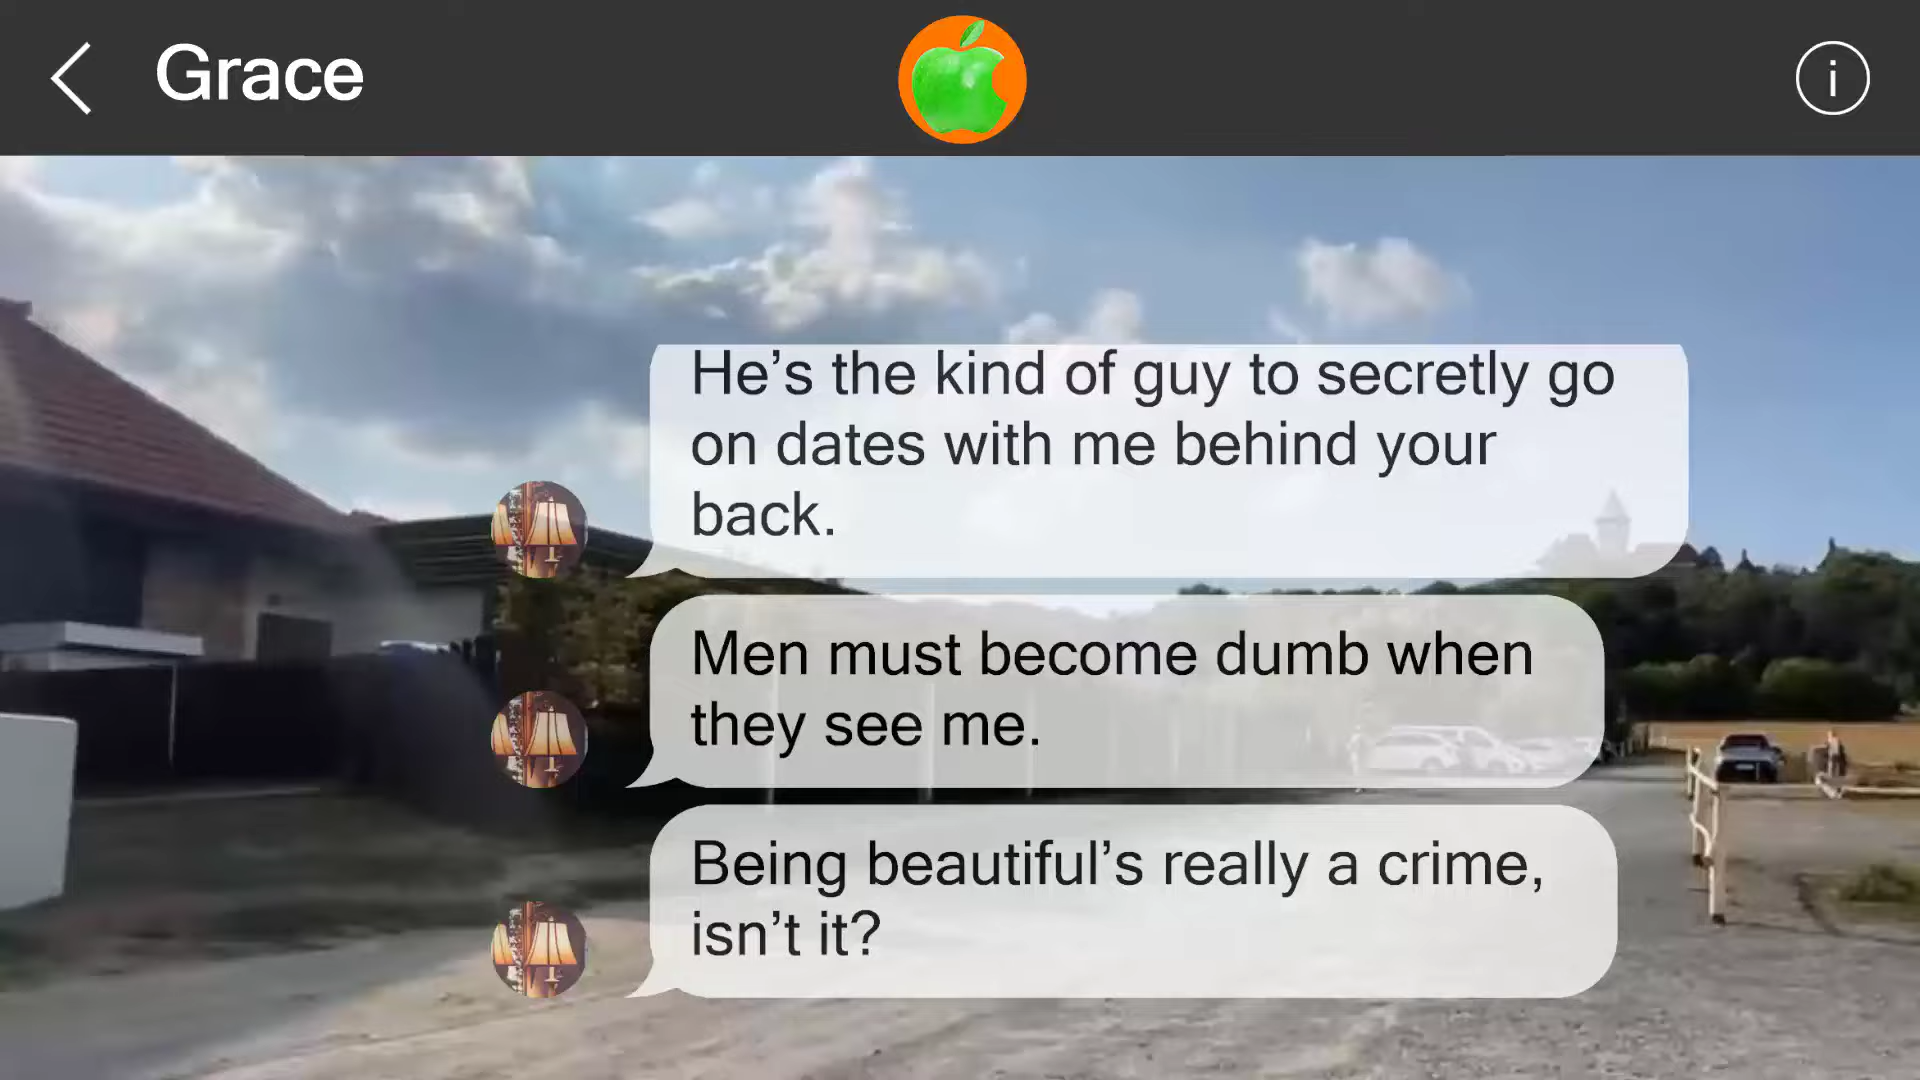 Grace
i
He’s the kind of guy to secretly go
on dates with me behind your
back.
Men must become dumb when
they see me.
Being beautiful’s really a crime,
isn’t it?